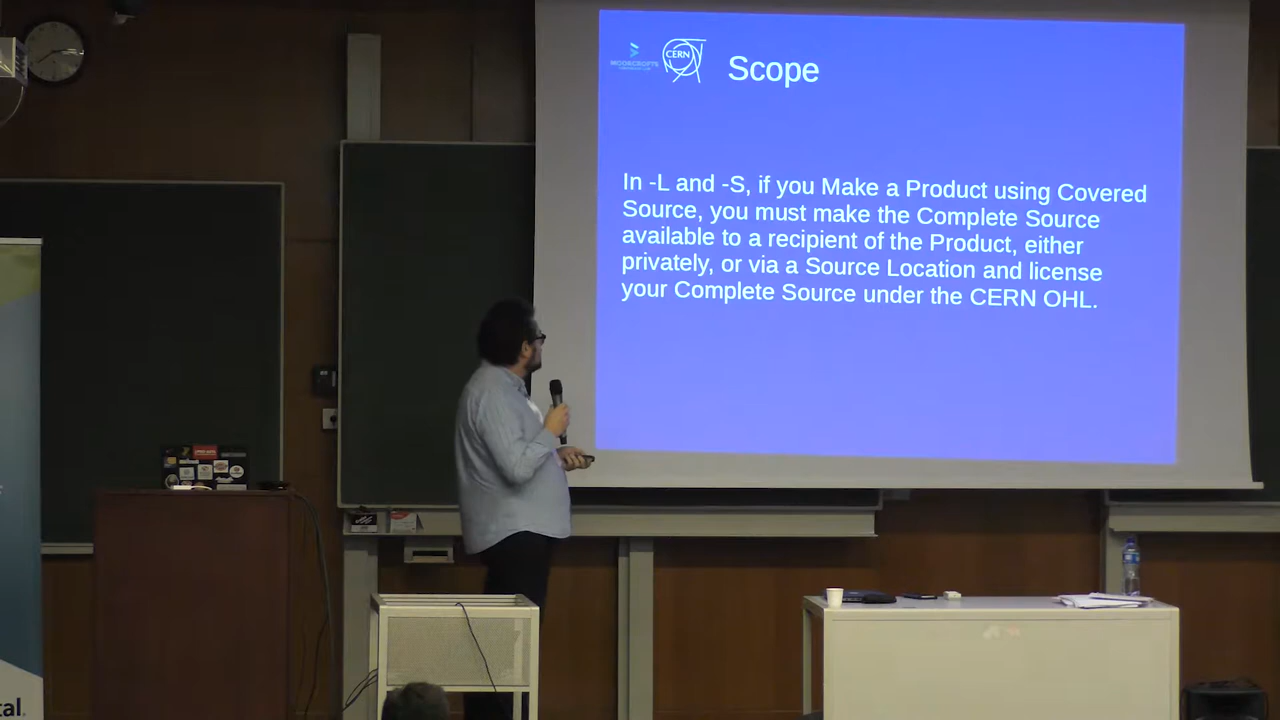 MOORCROFTS
CERN
Scope
In -L and -S, if you Make a Product using Covered
Source, you must make the Complete Source
available to a recipient of the Product, either
privately, or via a Source Location and license
your Complete Source under the CERN OHL.
tal.